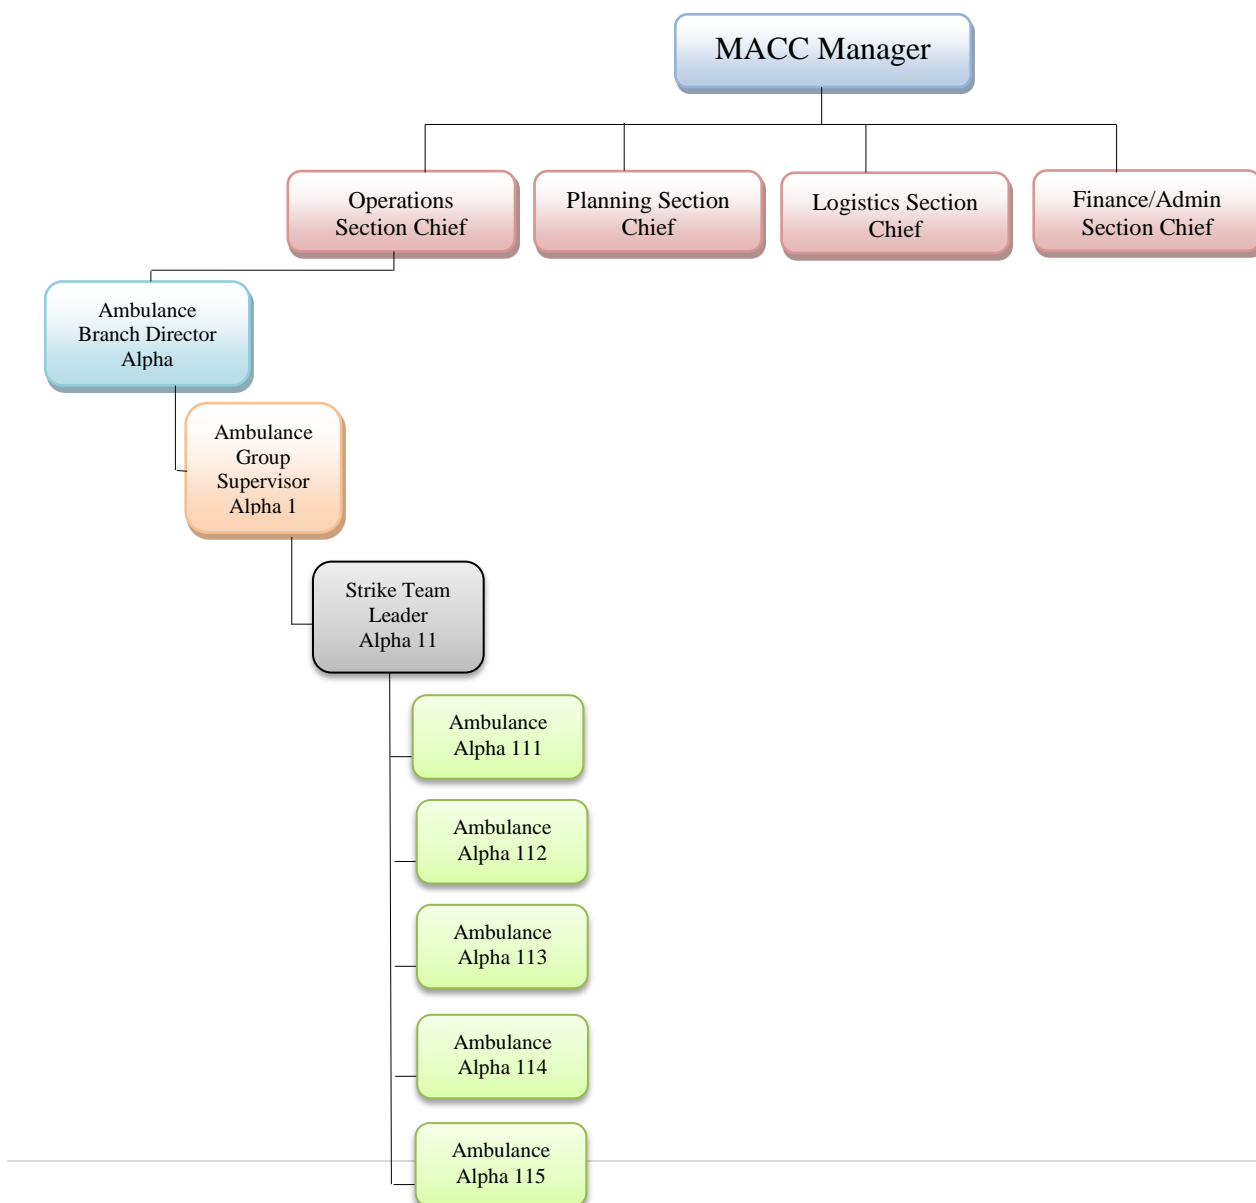 MACC Manager
Operations
Section Chief
Planning Section
Chief
Logistics Section
Chief
Finance/Admin
Section Chief
Ambulance
Branch Director
Alpha
Ambulance
Group
Supervisor
Alpha 1
Strike Team
Leader
Alpha 11
Ambulance
Alpha 111
Ambulance
Alpha 112
Ambulance
Alpha 113
Ambulance
Alpha 114
Ambulance
Alpha 115